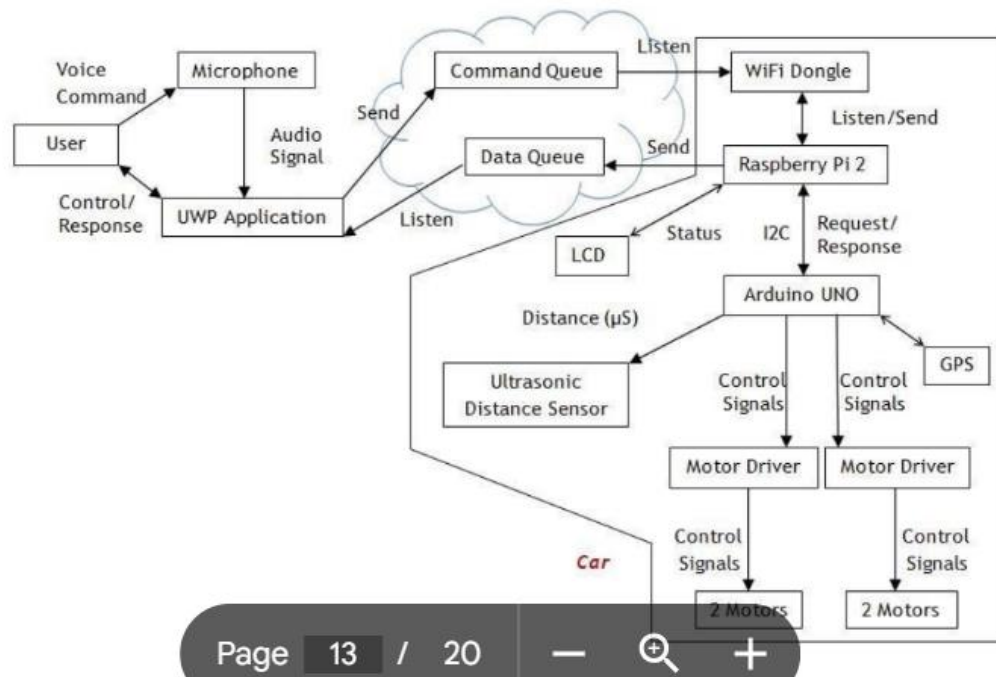 Voice
Command
Microphone
User
Audio
Signal
Control/
Response
UWP Application
Send
Command Queue
Data Queue
Listen
Listen
Send
WiFi Dongle
Listen/Send
Raspberry Pi 2
LCD
Status
I2C
Request/
Response
Arduino UNO
Distance (µS)
GPS
Ultrasonic
Distance Sensor
Control
Signals
Control
Signals
Motor Driver
Motor Driver
Control
Signals
Control
Signals
Car
2 Motors
2 Motors
Page 13 / 20